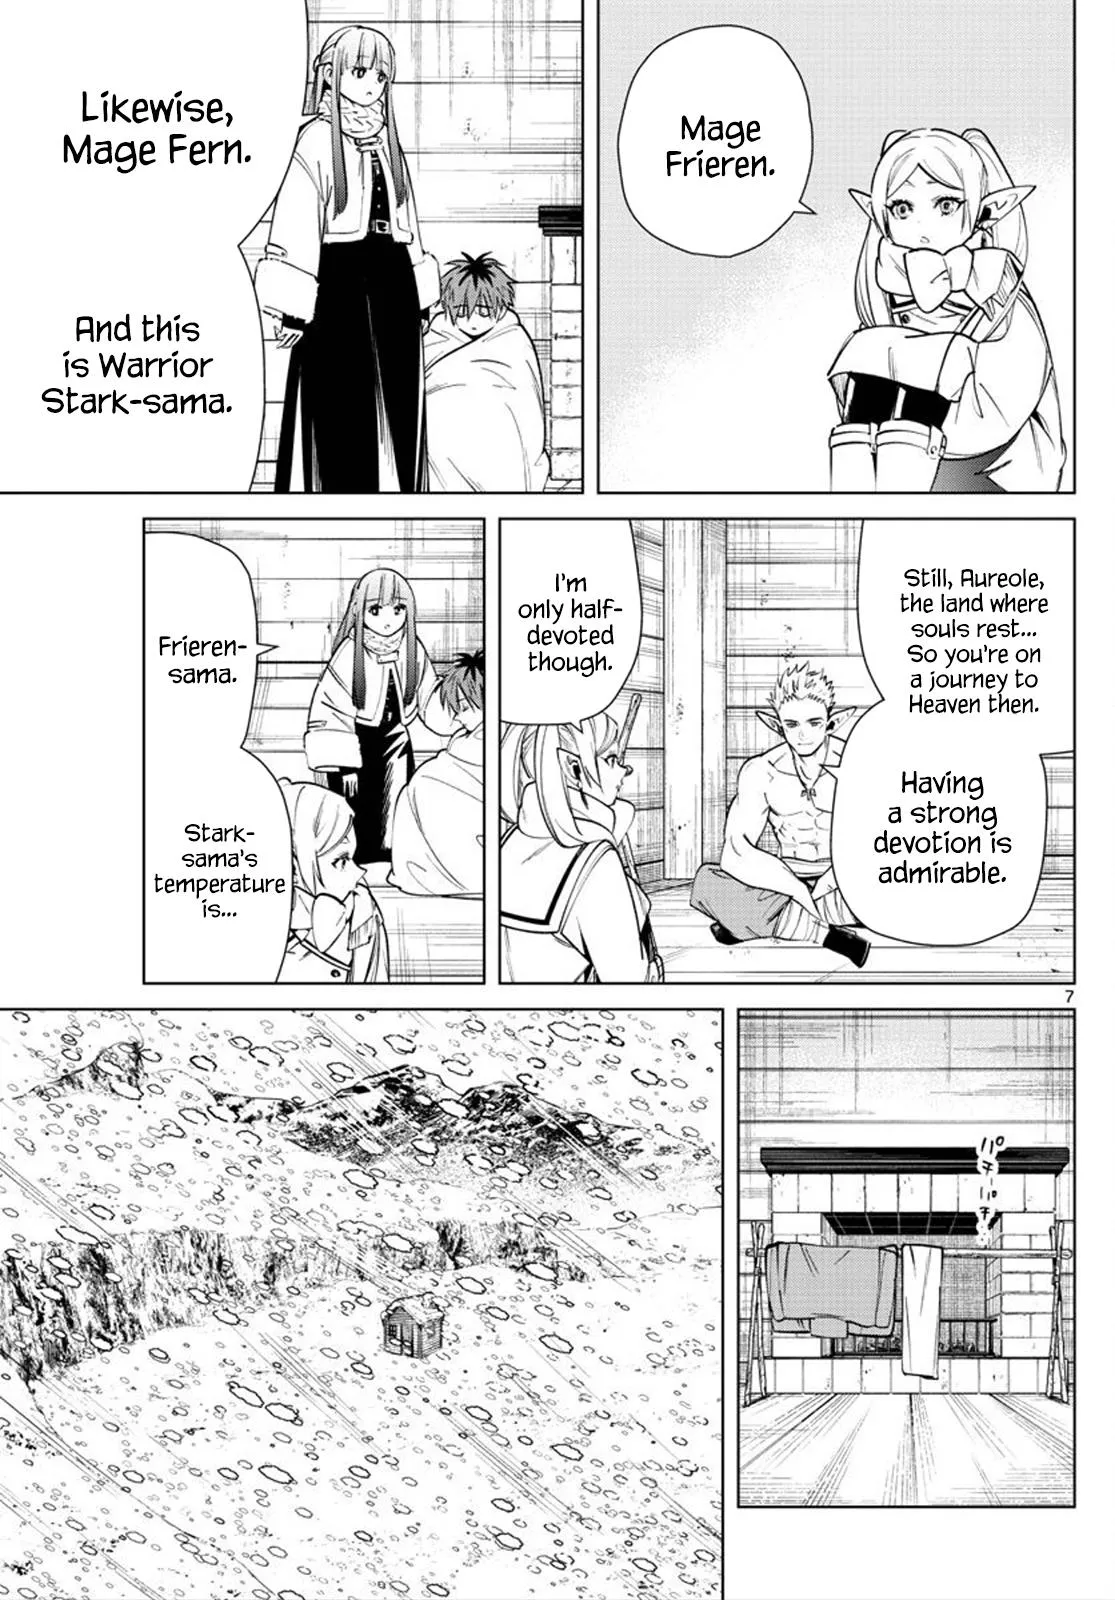 Mage
Frieren.
Likewise,
Mage Fern.
And this
is Warrior
Stark-sama.
Still, Aureole,
the land where
souls rest...
So you're on
a journey to
Heaven then.
Having
a strong
devotion is
admirable.
I'm
only half-
devoted
though.
Frieren-
sama.
Stark-
sama's
temperature
is...
7
パチパチ